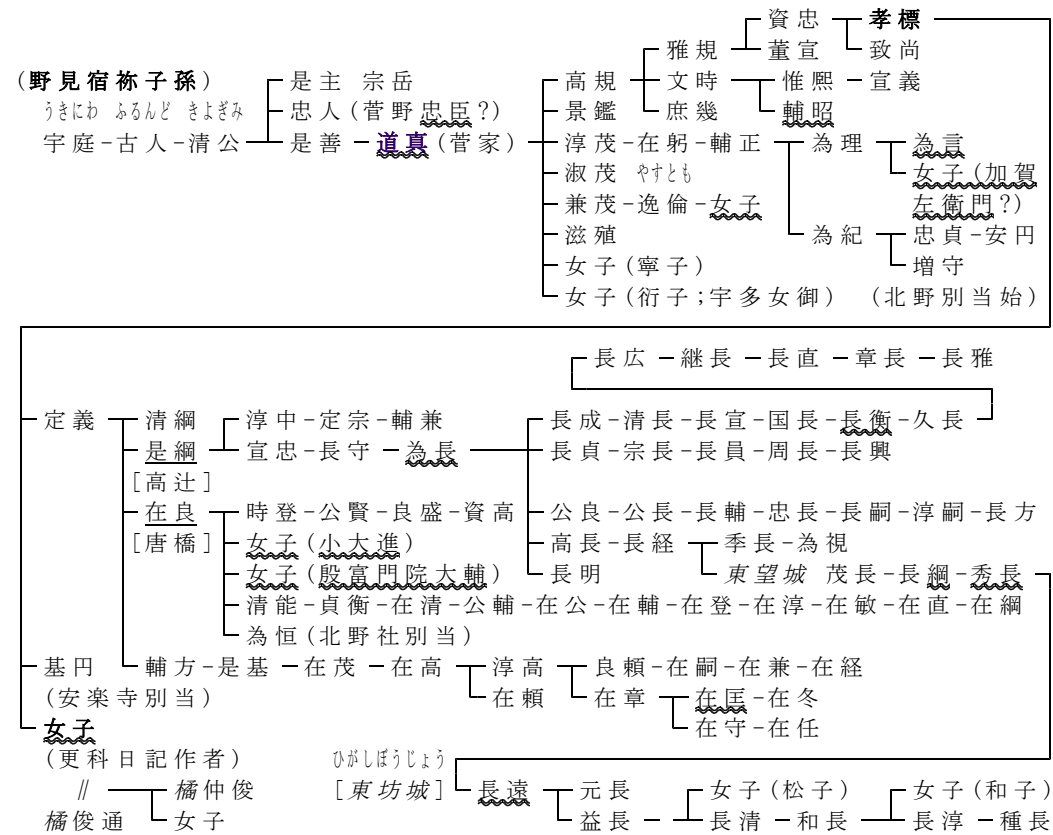 資忠 孝標
雅規 董宣 致尚
(野見宿祢子孫) 是主 宗岳 高規 文時 惟熙-宣義
うきにわ ふるんど きよぎみ 忠人(菅野忠臣?) 景鑑 庶幾 輔昭
宇庭-古人-清公 是善-道真(菅家) 淳茂-在躬-輔正 為理 為言
淑茂 やすとも 女子(加賀
兼茂-逸倫-女子 左衛門?)
滋殖 為紀 忠貞-安円
女子(寧子) 増守
女子(衍子;宇多女御) (北野別当始)
長広-継長-長直-章長-長雅
定義 清綱 淳中-定宗-輔兼 長成-清長-長宣-国長-長衡-久長
是綱 宣忠-長守-為長 長貞-宗長-長員-周長-長興
[高辻]
在良 時登-公賢-良盛-資高 公良-公長-長輔-忠長-長嗣-淳嗣-長方
[唐橋] 女子(小大進) 高長-長経 季長-為視
女子(殷富門院大輔) 長明 東望城 茂長-長綱-秀長
清能-貞衡-在清-公輔-在公-在輔-在登-在淳-在敏-在直-在綱
為恒(北野社別当)
基円 輔方-是基-在茂-在高 淳高 良頼-在嗣-在兼-在経
(安楽寺別当) 在頼 在章 在匡-在冬
女子 在守-在任
(更科日記作者) ひがしぼうじょう
// 橘仲俊 [東坊城] 長遠 元長 女子(松子) 女子(和子)
橘俊通 女子 益長 長清-和長 長淳-種長